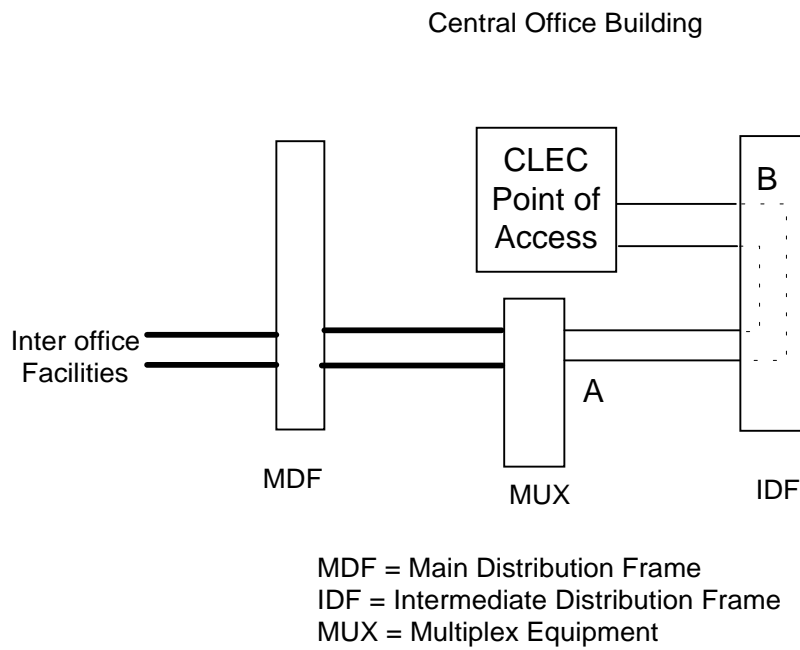 Central Office Building
CLEC
Point of
Access
B
Inter office
Facilities
A
MDF
MUX
IDF
MDF = Main Distribution Frame
IDF = Intermediate Distribution Frame
MUX = Multiplex Equipment